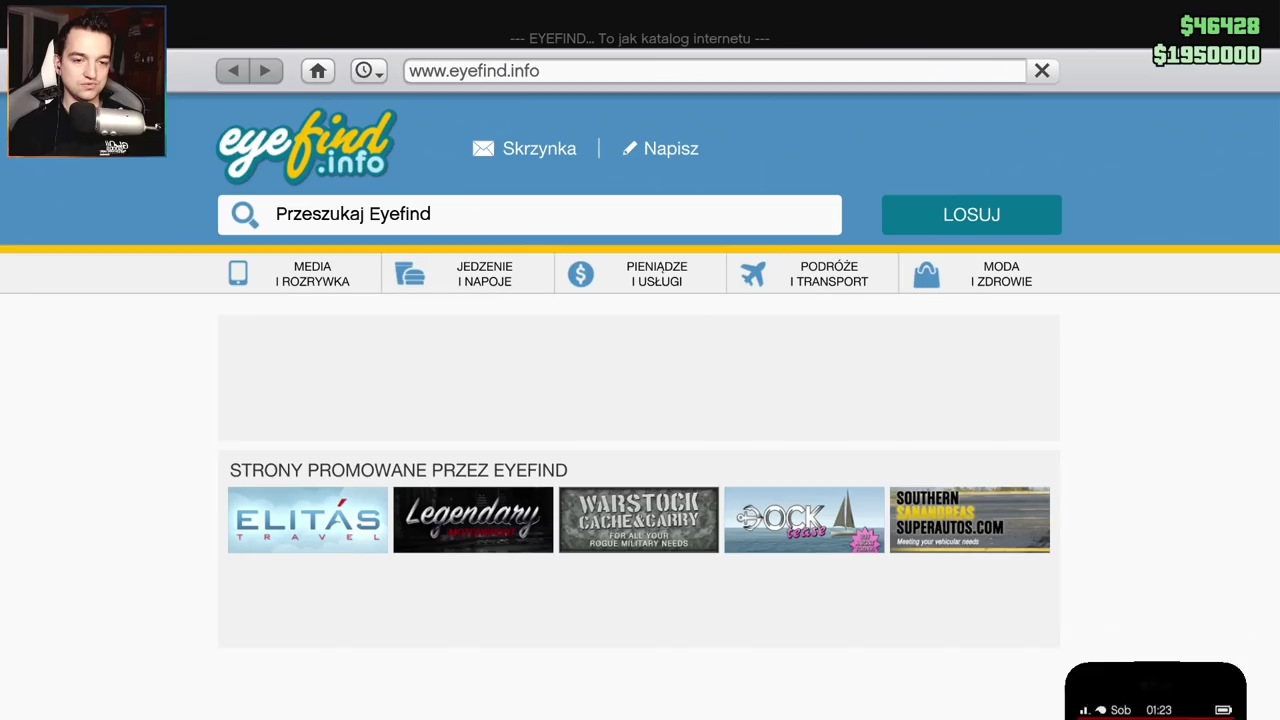 $46428
--- EYEFIND... To jak katalog internetu ---
$1950000
www.eyefind.info
eyefind.info
Skrzynka
Napisz
Przeszukaj Eyefind
LOSUJ
MEDIA
I ROZRYWKA
JEDZENIE
I NAPOJE
PIENIĄDZE
I USŁUGI
PODRÓŻE
I TRANSPORT
MODA
I ZDROWIE
STRONY PROMOWANE PRZEZ EYEFIND
ELITÁS
TRAVEL
Legendary
MOTORSPORT
WARSTOCK
CACHE&CARRY
FOR ALL YOUR
ROGUE MILITARY NEEDS
DOCK
tease
SOUTHERN
SANANDREAS
SUPERAUTOS.COM
Meeting your vehicular needs
Sob 01:23